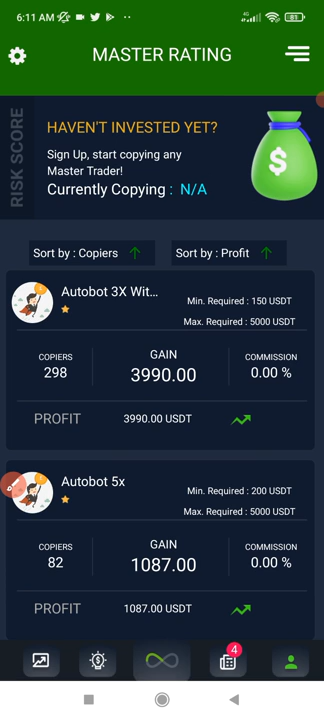 6:11 AM
4G
81
MASTER RATING
RISK SCORE
HAVEN'T INVESTED YET?
Sign Up, start copying any
Master Trader!
Currently Copying : N/A
$
Sort by : Copiers
Sort by : Profit
Autobot 3X Wit...
Min. Required : 150 USDT
Max. Required : 5000 USDT
COPIERS
GAIN
COMMISSION
298
3990.00
0.00 %
PROFIT
3990.00 USDT
Autobot 5x
Min. Required : 200 USDT
Max. Required : 5000 USDT
COPIERS
GAIN
COMMISSION
82
1087.00
0.00 %
PROFIT
1087.00 USDT
4